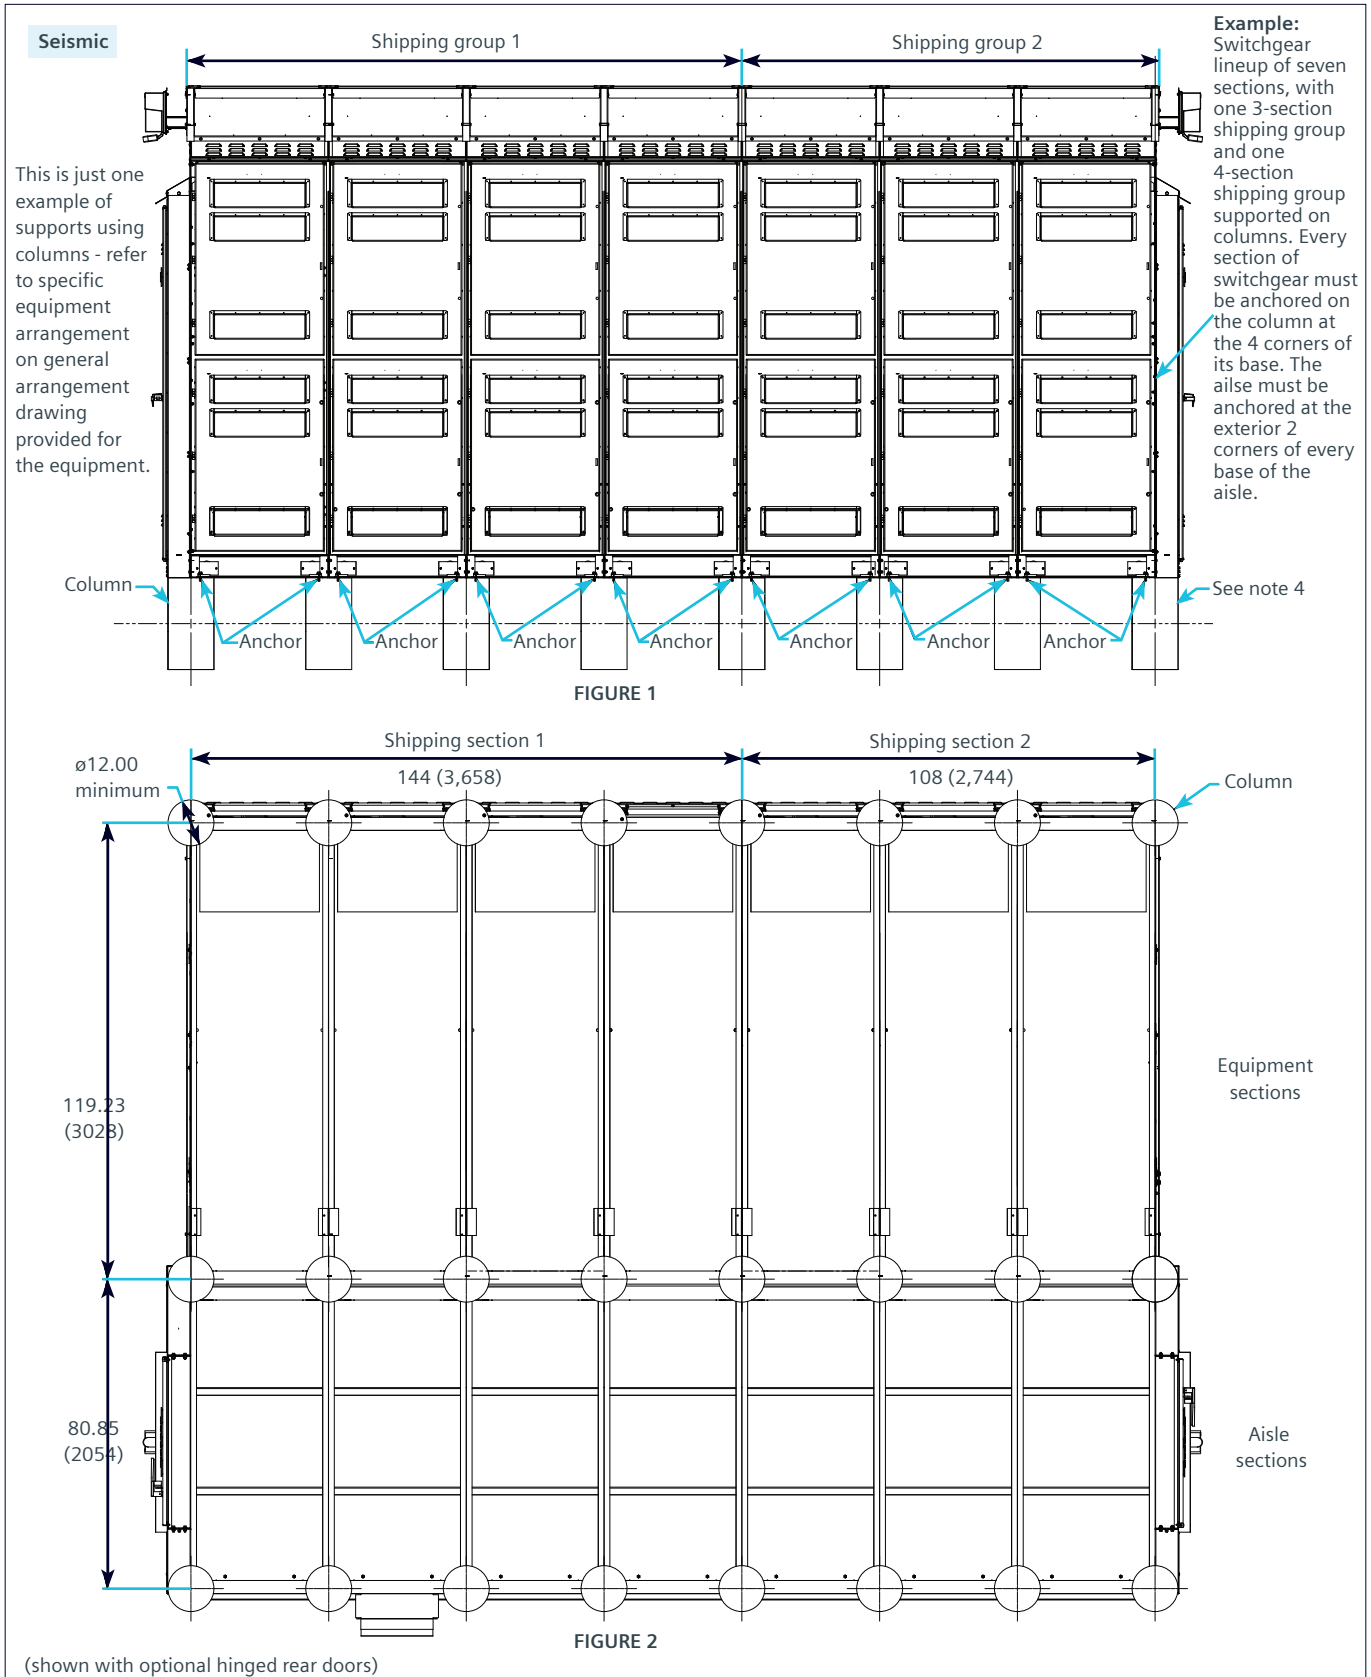 Seismic
Shipping group 1
Shipping group 2
Example:
Switchgear
lineup of seven
sections, with
one 3-section
shipping group
and one
4-section
shipping group
supported on
columns. Every
section of
switchgear must
be anchored on
the column at
the 4 corners of
its base. The
ailse must be
anchored at the
exterior 2
corners of every
base of the
aisle.
This is just one
example of
supports using
columns - refer
to specific
equipment
arrangement
on general
arrangement
drawing
provided for
the equipment.
Column
See note 4
Anchor
Anchor
Anchor
Anchor
Anchor
Anchor
Anchor
FIGURE 1
Shipping section 1
Shipping section 2
ø12.00
minimum
144 (3,658)
108 (2,744)
Column
119.23
(3028)
Equipment
sections
80.85
(2054)
Aisle
sections
FIGURE 2
(shown with optional hinged rear doors)